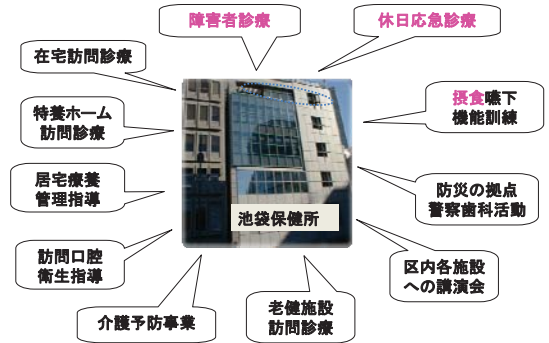 障害者診療
休日応急診療
在宅訪問診療
特養ホーム
訪問診療
摂食嚥下
機能訓練
居宅療養
管理指導
防災の拠点
警察歯科活動
池袋保健所
訪問口腔
衛生指導
区内各施設
への講演会
介護予防事業
老健施設
訪問診療